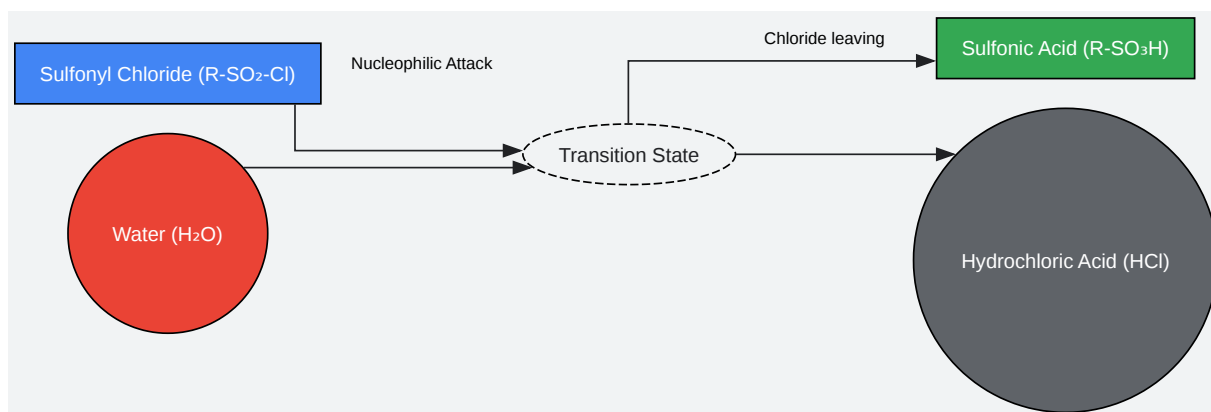 Chloride leaving
Sulfonic Acid (R-SO₃H)
Sulfonyl Chloride (R-SO₂-Cl)
Nucleophilic Attack
Transition State
Water (H₂O)
Hydrochloric Acid (HCl)